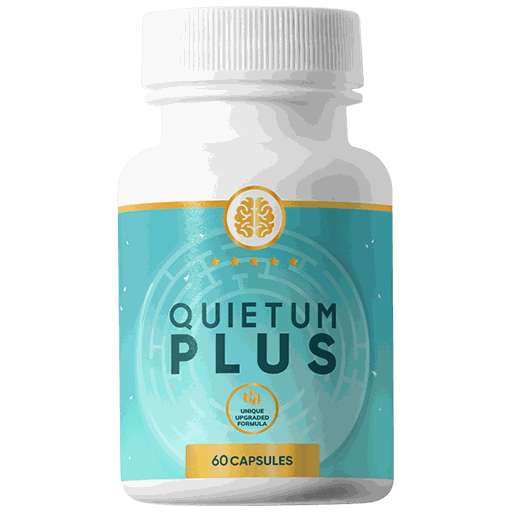 QUIETUM
PLUS
UNIQUE
UPGRADED
FORMULA
60 CAPSULES